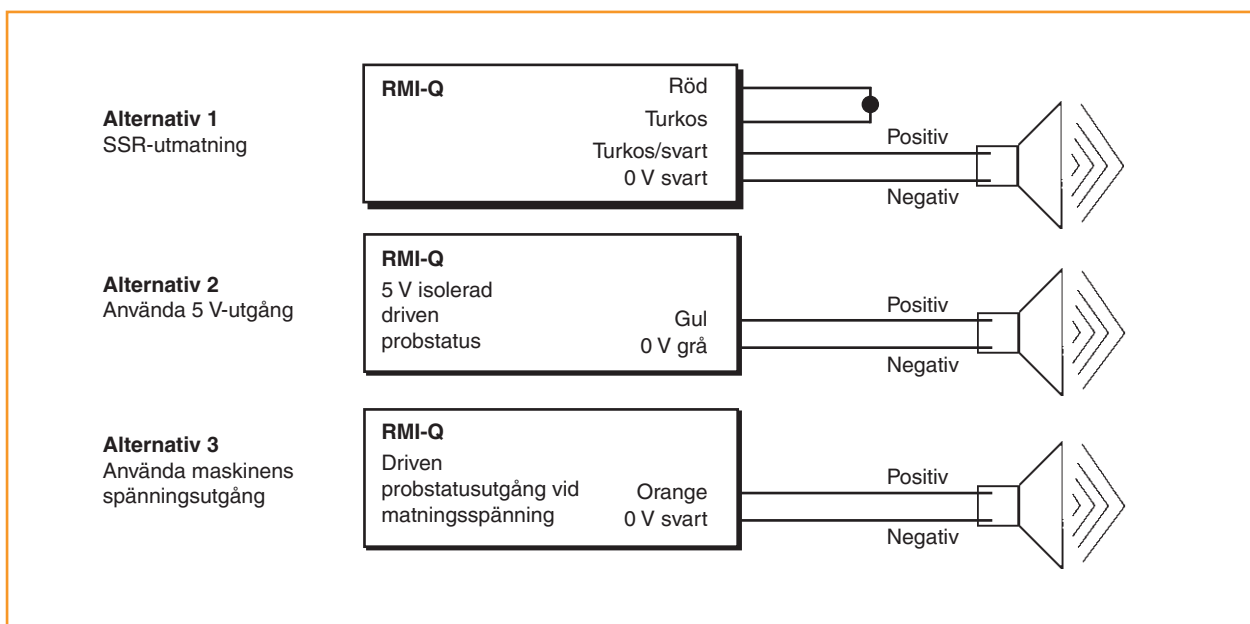 Alternativ 1
SSR-utmatning
RMI-Q
Röd
Turkos
Turkos/svart
0 V svart
Positiv
Negativ
Alternativ 2
Använda 5 V-utgång
RMI-Q
5 V isolerad
driven
probstatus
Gul
0 V grå
Positiv
Negativ
Alternativ 3
Använda maskinens
spänningsutgång
RMI-Q
Driven
probstatusutgång vid
matningsspänning
Orange
0 V svart
Positiv
Negativ